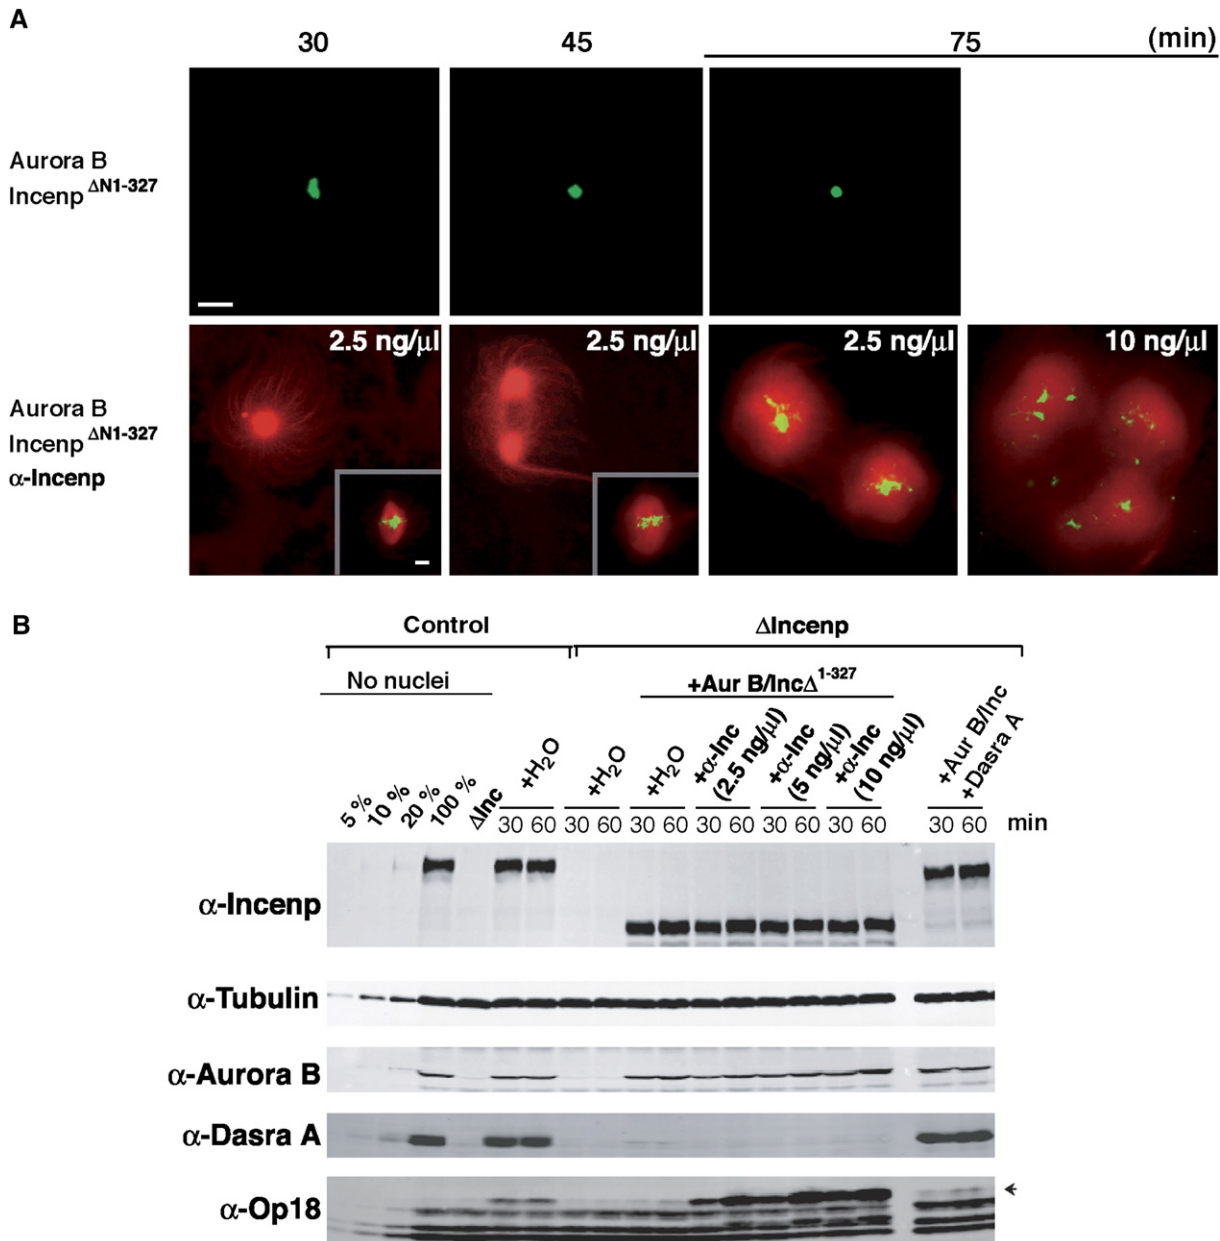 A
30 45 75 (min)
Aurora B
Incenp ΔN1-327
2.5 ng/μl 2.5 ng/μl 2.5 ng/μl 10 ng/μl
Aurora B
Incenp ΔN1-327
α-Incenp
B
Control ΔIncenp
No nuclei +Aur B/IncΔ1-327
5 % 10 % 20 % 100 % ΔInc +H2O +H2O +H2O +α-Inc (2.5 ng/μl) +α-Inc (5 ng/μl) +α-Inc (10 ng/μl) +Aur B/Inc +Dasra A
30 60 30 60 30 60 30 60 30 60 30 60 30 60 min
α-Incenp
α-Tubulin
α-Aurora B
α-Dasra A
α-Op18